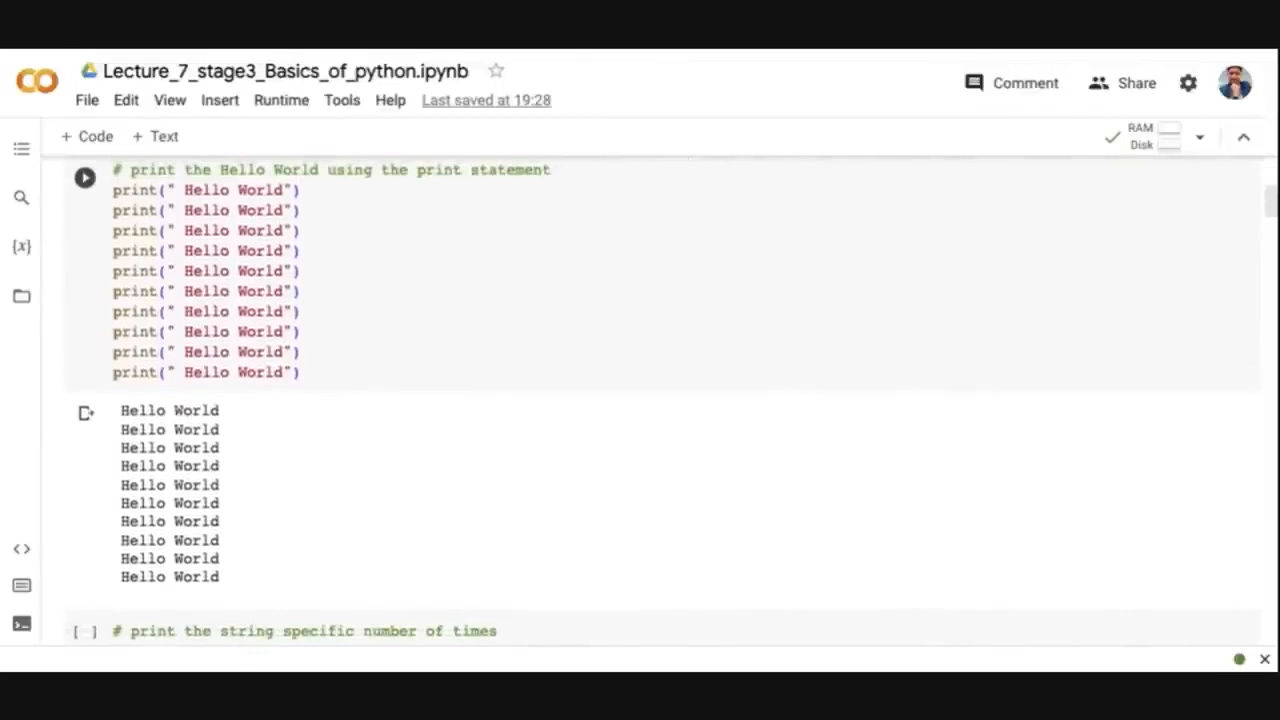 Lecture_7_stage3_Basics_of_python.ipynb
Comment
Share
File Edit View Insert Runtime Tools Help Last saved at 19:28
+ Code + Text
RAM
Disk
# print the Hello World using the print statement
print(" Hello World")
print(" Hello World")
print(" Hello World")
print(" Hello World")
print(" Hello World")
print(" Hello World")
print(" Hello World")
print(" Hello World")
print(" Hello World")
print(" Hello World")
Hello World
Hello World
Hello World
Hello World
Hello World
Hello World
Hello World
Hello World
Hello World
Hello World
[ ] # print the string specific number of times